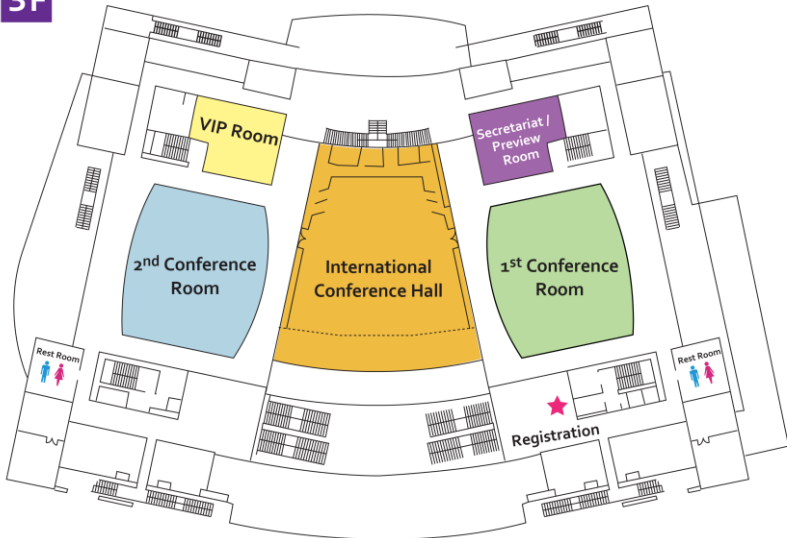 VIP Room
Secretariat /
Preview
Room
2nd Conference
Room
International
Conference Hall
1st Conference
Room
Rest Room
Rest Room
Registration